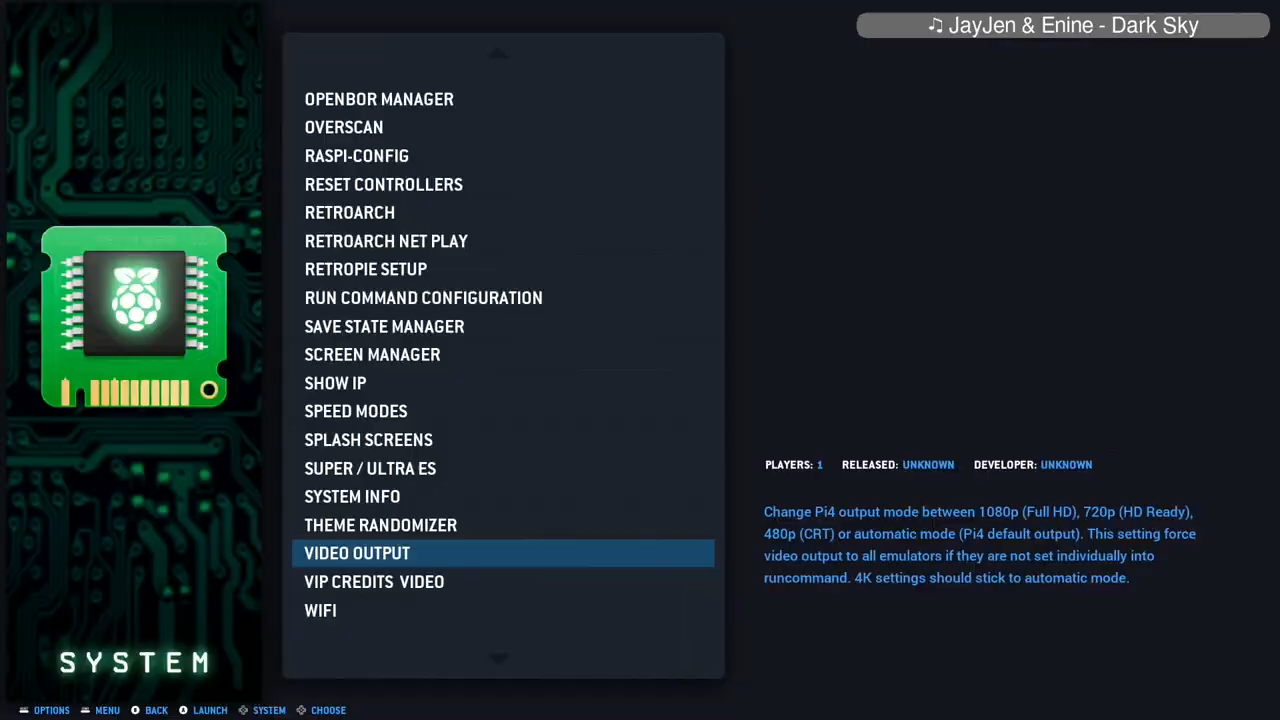 ♫ JayJen & Enine - Dark Sky
OPENBOR MANAGER
OVERSCAN
RASPI-CONFIG
RESET CONTROLLERS
RETROARCH
RETROARCH NET PLAY
RETROPIE SETUP
RUN COMMAND CONFIGURATION
SAVE STATE MANAGER
SCREEN MANAGER
SHOW IP
SPEED MODES
SPLASH SCREENS
SUPER / ULTRA ES
SYSTEM INFO
THEME RANDOMIZER
VIDEO OUTPUT
VIP CREDITS VIDEO
WIFI
PLAYERS: 1 RELEASED: UNKNOWN DEVELOPER: UNKNOWN
Change Pi4 output mode between 1080p (Full HD), 720p (HD Ready),
480p (CRT) or automatic mode (Pi4 default output). This setting force
video output to all emulators if they are not set individually into
runcommand. 4K settings should stick to automatic mode.
SYSTEM
OPTIONS MENU BACK LAUNCH SYSTEM CHOOSE